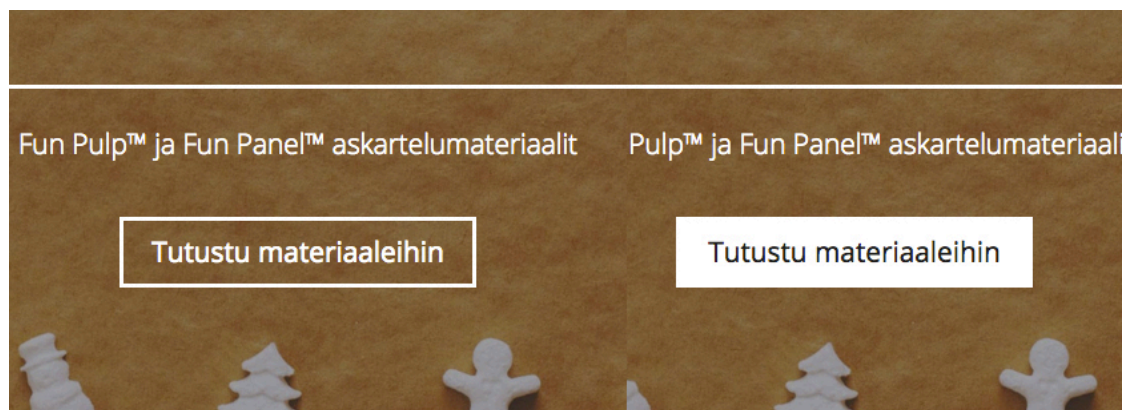 Fun Pulp™ ja Fun Panel™ askartelumateriaalit
Tutustu materiaaleihin
Pulp™ ja Fun Panel™ askartelumateriaali
Tutustu materiaaleihin